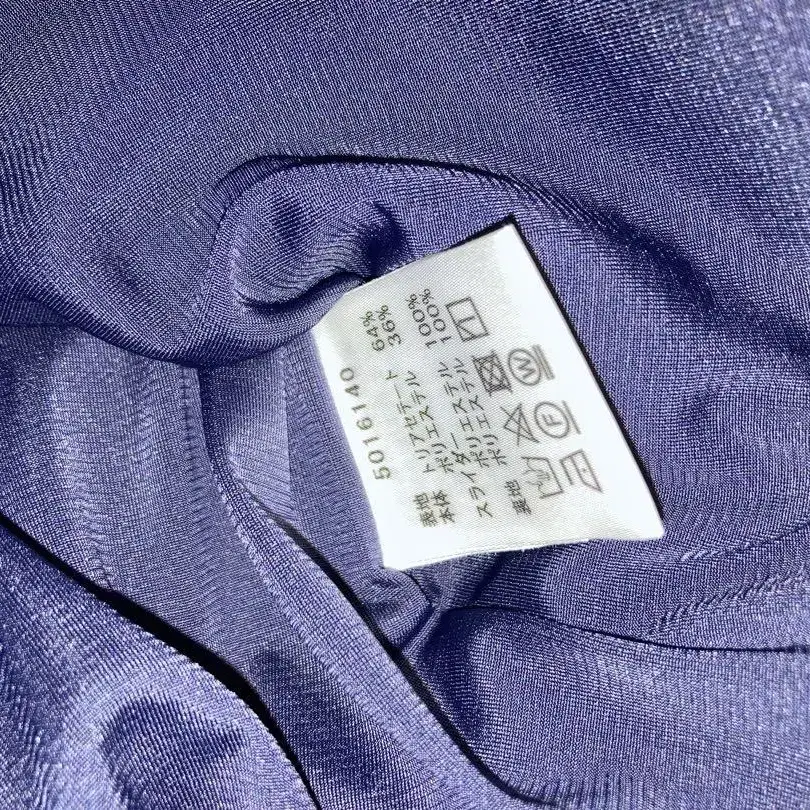 5016140
表地 トリアセテート 64%
本体 ポリエステル 36%
スライダー エステル 100%
裏地 ポリエステル 100%
F
W